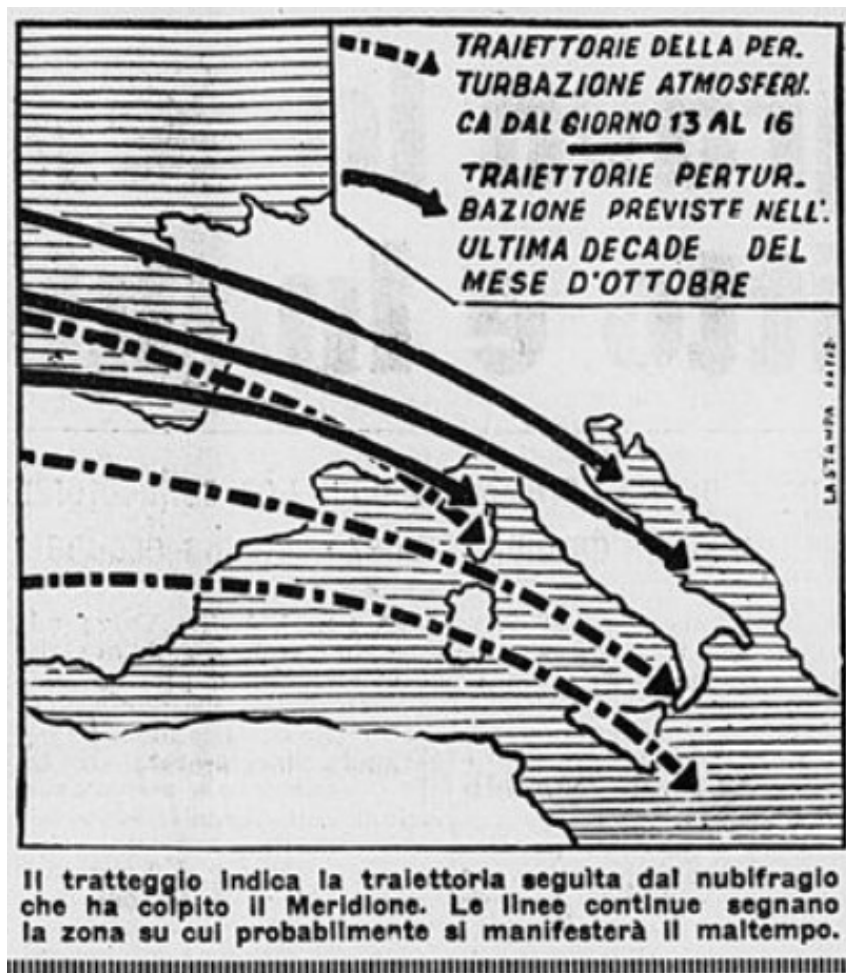 TRAIETTORIE DELLA PER.
TURBAZIONE ATMOSFERI.
CA DAL GIORNO 13 AL 16
TRAIETTORIE PERTUR.
BAZIONE PREVISTE NELL'.
ULTIMA DECADE DEL
MESE D'OTTOBRE
LA STAMPA
Il tratteggio indica la traiettoria seguita dal nubifragio
che ha colpito il Meridione. Le linee continue segnano
la zona su cui probabilmente si manifesterà il maltempo.